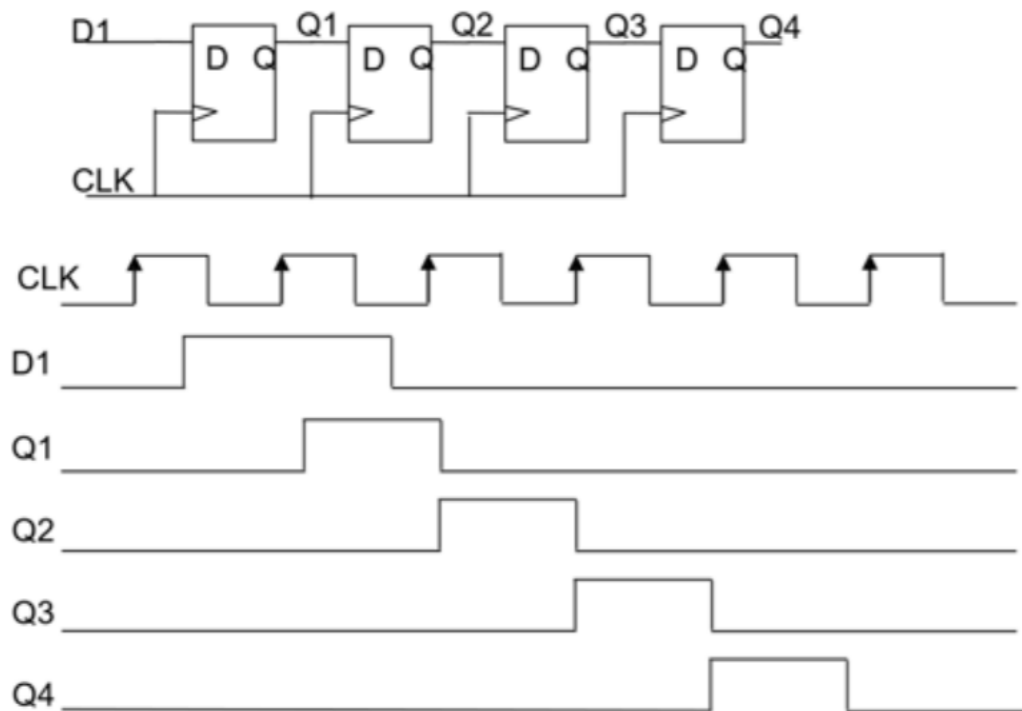 D1 Q1 Q2 Q3 Q4
D Q D Q D Q D Q
CLK
CLK
D1
Q1
Q2
Q3
Q4